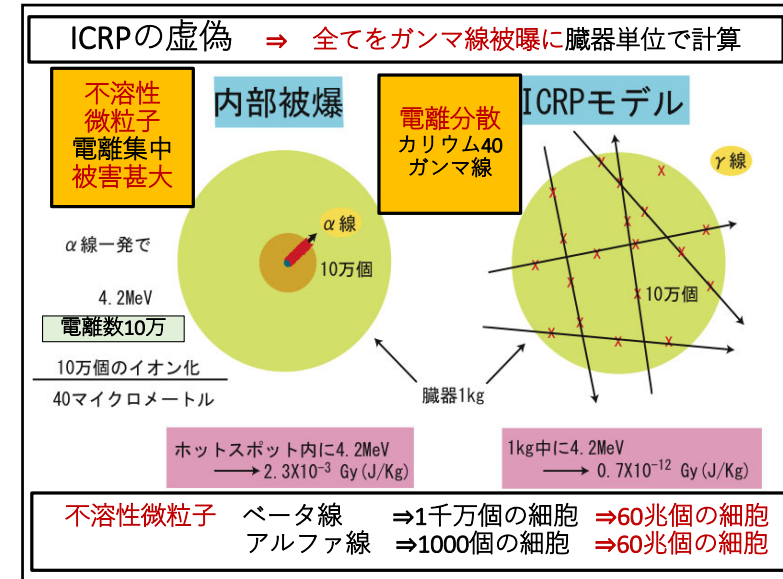 ICRPの虚偽 ⇒ 全てをガンマ線被曝に臓器単位で計算
不溶性
微粒子
電離集中
被害甚大
内部被爆
電離分散
カリウム40
ガンマ線
ICRPモデル
γ線
α線
α線一発で
10万個
4.2MeV
10万個
電離数10万
10万個のイオン化
40マイクロメートル
臓器1kg
ホットスポット内に4.2MeV
→2.3X10⁻³ Gy(J/Kg)
1kg中に4.2MeV
→ 0.7X10⁻¹² Gy(J/Kg)
不溶性微粒子 ベータ線 ⇒1千万個の細胞 ⇒60兆個の細胞
アルファ線 ⇒1000個の細胞 ⇒60兆個の細胞